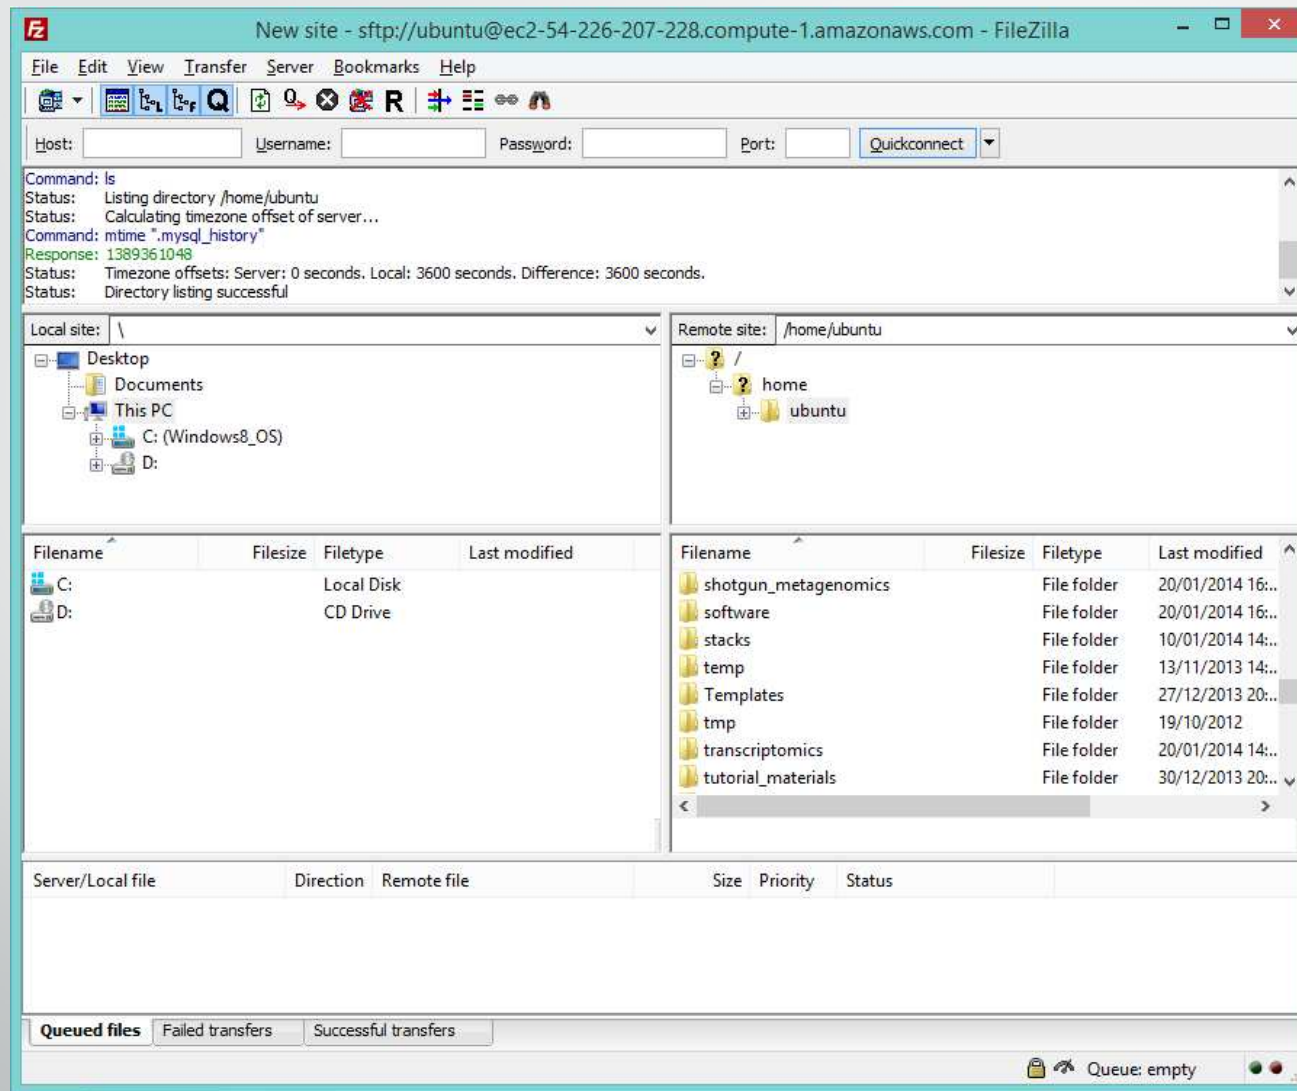 New site - sftp://ubuntu@ec2-54-226-207-228.compute-1.amazonaws.com - FileZilla
File Edit View Transfer Server Bookmarks Help
Host: Username: Password: Port: Quickconnect
Command: ls
Status: Listing directory /home/ubuntu
Status: Calculating timezone offset of server...
Command: mtime ".mysql_history"
Response: 1389361048
Status: Timezone offsets: Server: 0 seconds. Local: 3600 seconds. Difference: 3600 seconds.
Status: Directory listing successful
Local site: \
Desktop
Documents
This PC
C: (Windows8_OS)
D:
Remote site: /home/ubuntu
/
home
ubuntu
Filename Filesize Filetype Last modified
C: Local Disk
D: CD Drive
Filename Filesize Filetype Last modified
shotgun_metagenomics File folder 20/01/2014 16:...
software File folder 20/01/2014 16:...
stacks File folder 10/01/2014 14:...
temp File folder 13/11/2013 14:...
Templates File folder 27/12/2013 20:...
tmp File folder 19/10/2012
transcriptomics File folder 20/01/2014 14:...
tutorial_materials File folder 30/12/2013 20:...
Server/Local file Direction Remote file Size Priority Status
Queued files Failed transfers Successful transfers
Queue: empty